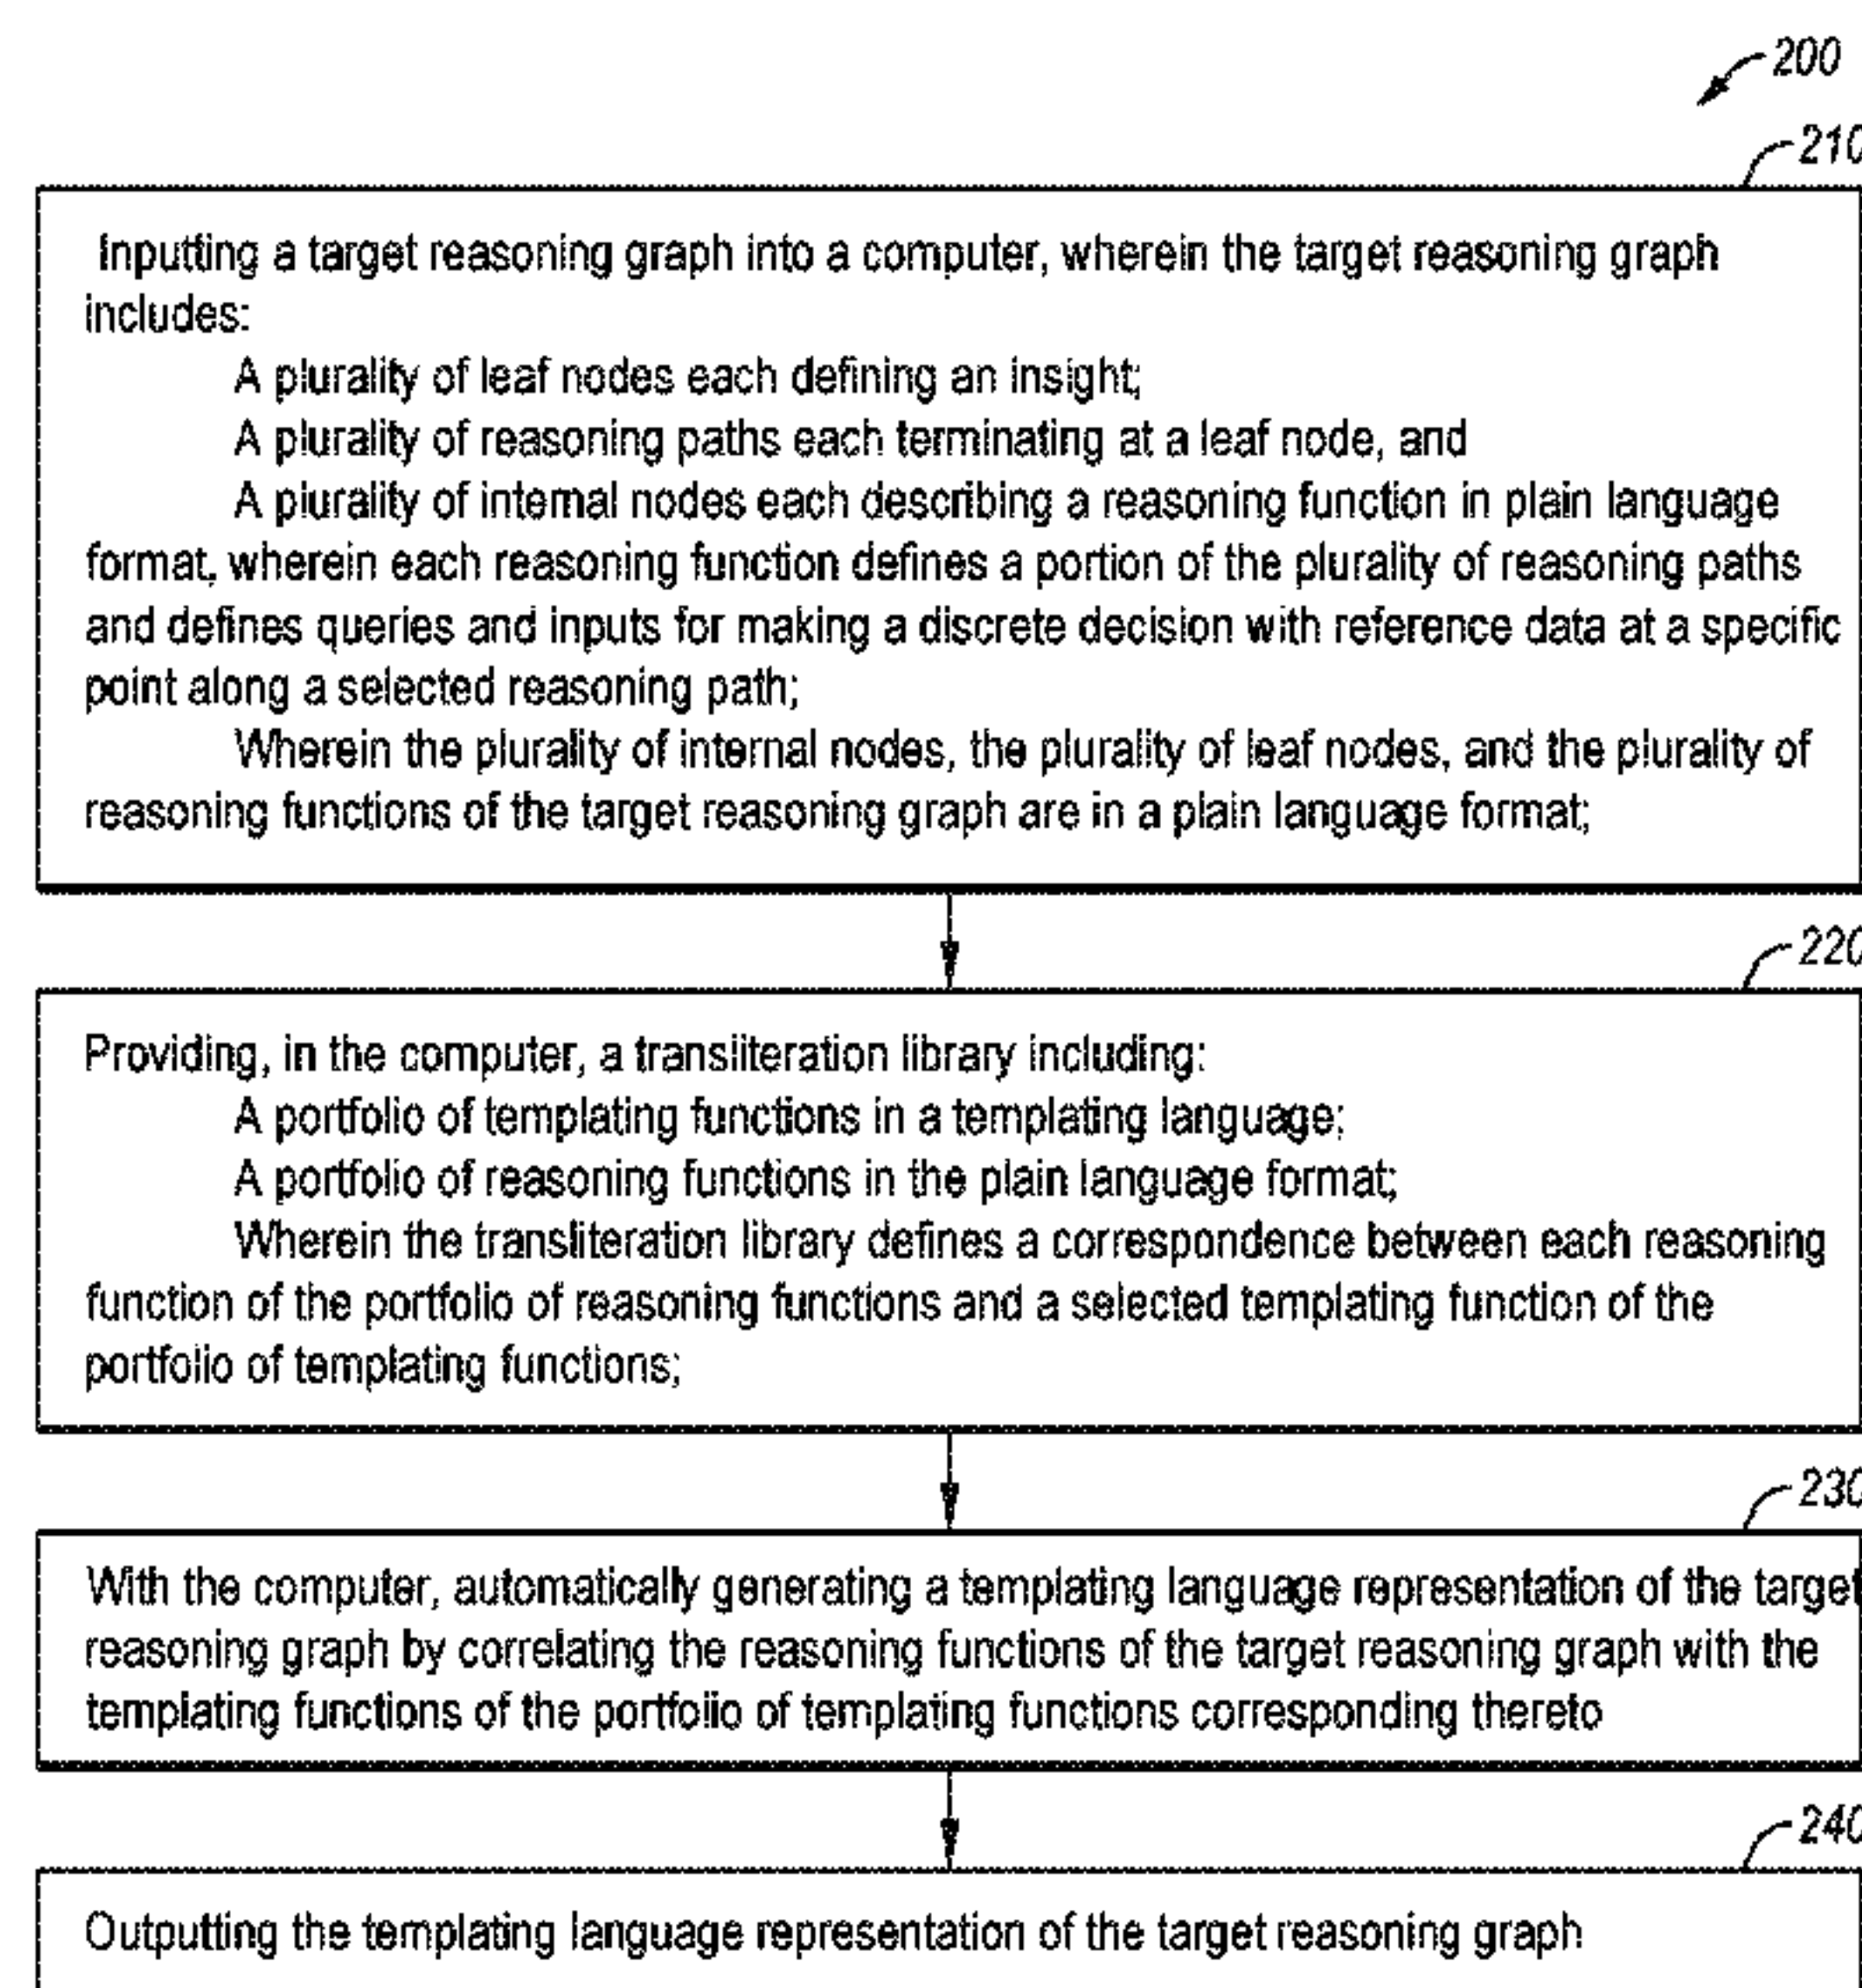 200
210
Inputting a target reasoning graph into a computer, wherein the target reasoning graph
includes:
A plurality of leaf nodes each defining an insight;
A plurality of reasoning paths each terminating at a leaf node, and
A plurality of internal nodes each describing a reasoning function in plain language
format, wherein each reasoning function defines a portion of the plurality of reasoning paths
and defines queries and inputs for making a discrete decision with reference data at a specific
point along a selected reasoning path;
Wherein the plurality of internal nodes, the plurality of leaf nodes, and the plurality of
reasoning functions of the target reasoning graph are in a plain language format;
220
Providing, in the computer, a transliteration library including:
A portfolio of templating functions in a templating language;
A portfolio of reasoning functions in the plain language format;
Wherein the transliteration library defines a correspondence between each reasoning
function of the portfolio of reasoning functions and a selected templating function of the
portfolio of templating functions;
230
With the computer, automatically generating a templating language representation of the target
reasoning graph by correlating the reasoning functions of the target reasoning graph with the
templating functions of the portfolio of templating functions corresponding thereto
240
Outputting the templating language representation of the target reasoning graph